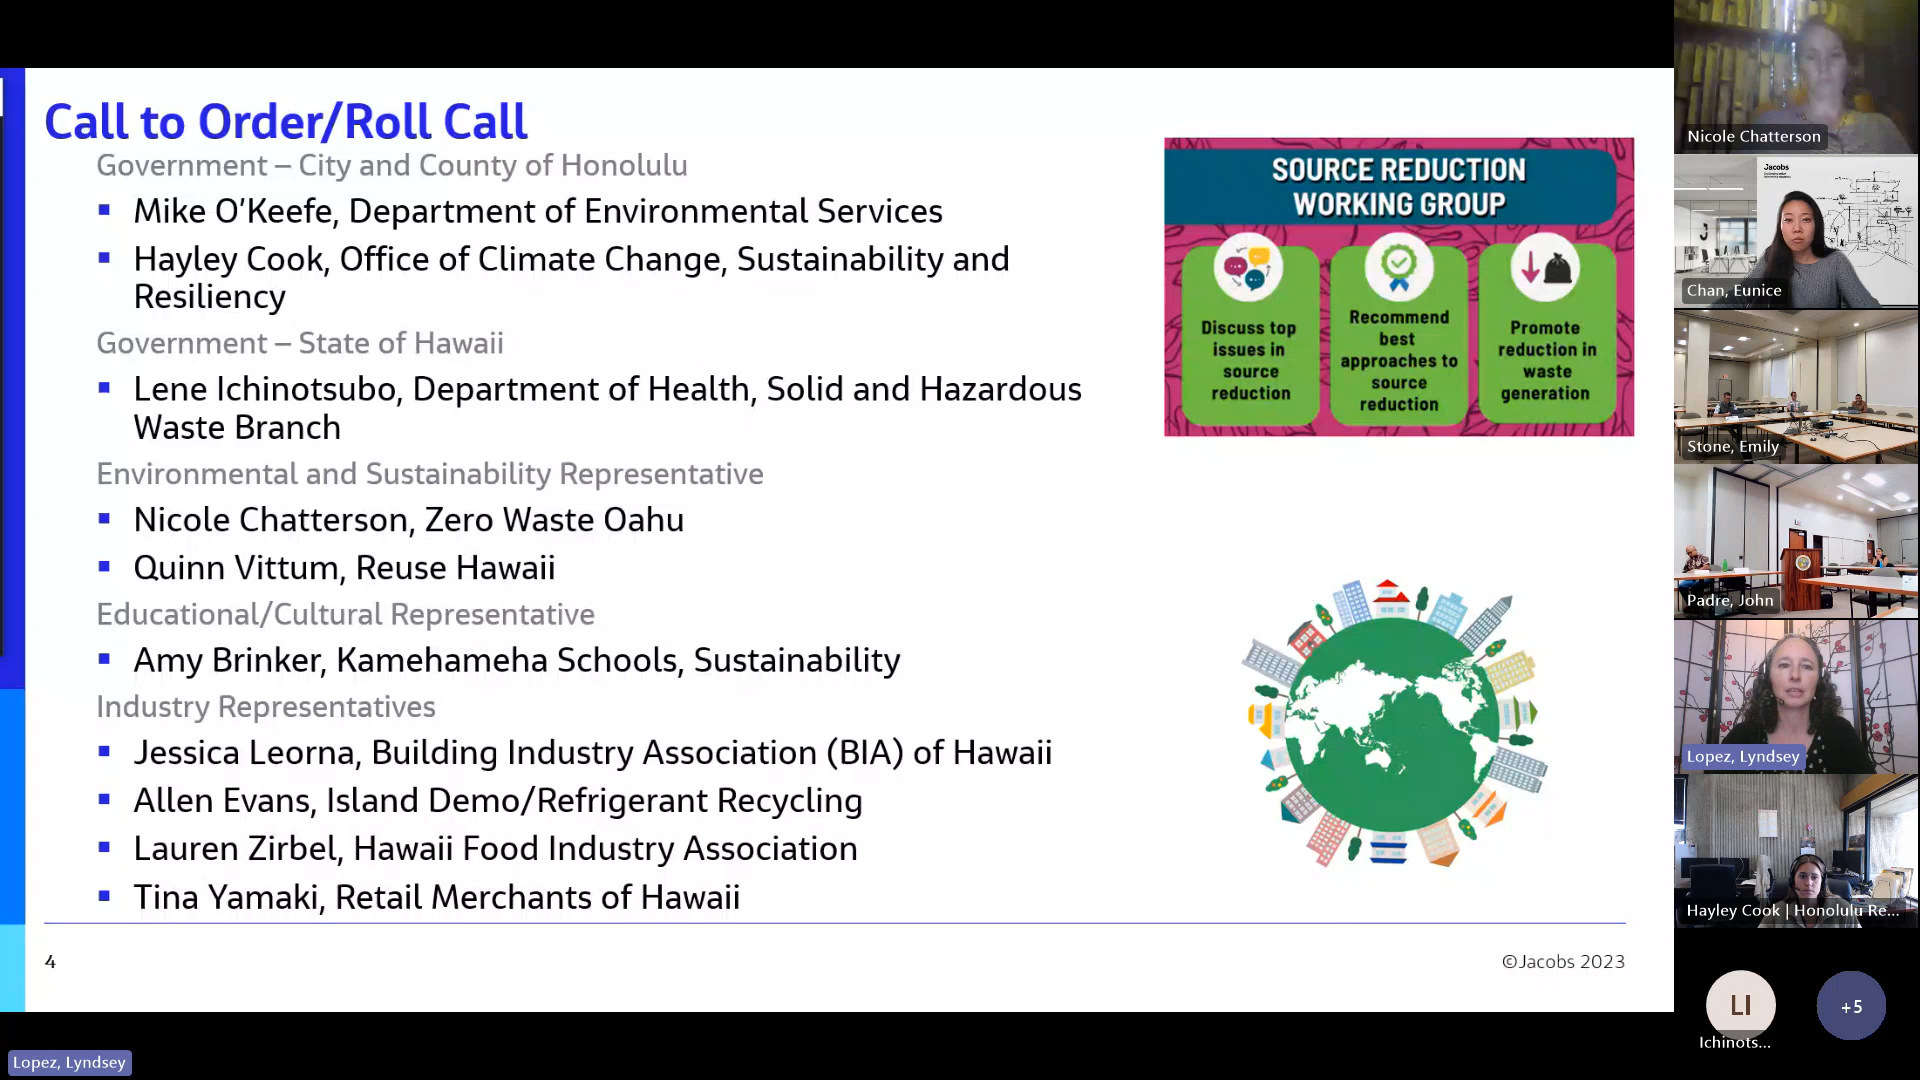 Call to Order/Roll Call
Government – City and County of Honolulu
Mike O’Keefe, Department of Environmental Services
Hayley Cook, Office of Climate Change, Sustainability and
Resiliency
Government – State of Hawaii
Lene Ichinotsubo, Department of Health, Solid and Hazardous
Waste Branch
Environmental and Sustainability Representative
Nicole Chatterson, Zero Waste Oahu
Quinn Vittum, Reuse Hawaii
Educational/Cultural Representative
Amy Brinker, Kamehameha Schools, Sustainability
Industry Representatives
Jessica Leorna, Building Industry Association (BIA) of Hawaii
Allen Evans, Island Demo/Refrigerant Recycling
Lauren Zirbel, Hawaii Food Industry Association
Tina Yamaki, Retail Merchants of Hawaii
4
©Jacobs 2023
SOURCE REDUCTION
WORKING GROUP
Discuss top
issues in
source
reduction
Recommend
best
approaches to
source
reduction
Promote
reduction in
waste
generation
Nicole Chatterson
Jacobs
Chan, Eunice
Stone, Emily
Padre, John
Lopez, Lyndsey
Hayley Cook | Honolulu Re...
LI
Ichinots...
+5
Lopez, Lyndsey